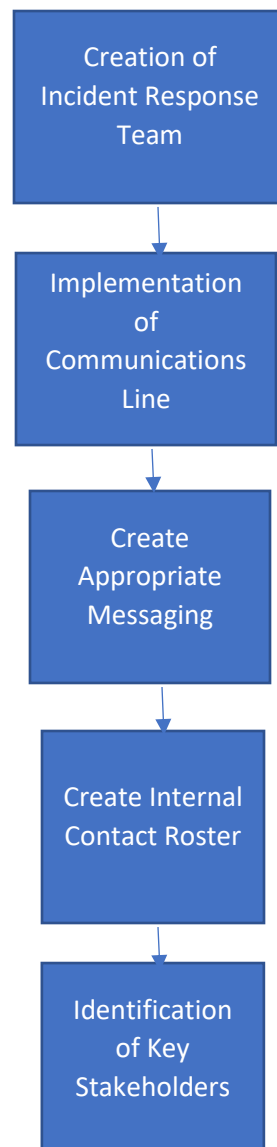 Creation of
Incident Response
Team
Implementation
of
Communications
Line
Create
Appropriate
Messaging
Create Internal
Contact Roster
Identification
of Key
Stakeholders